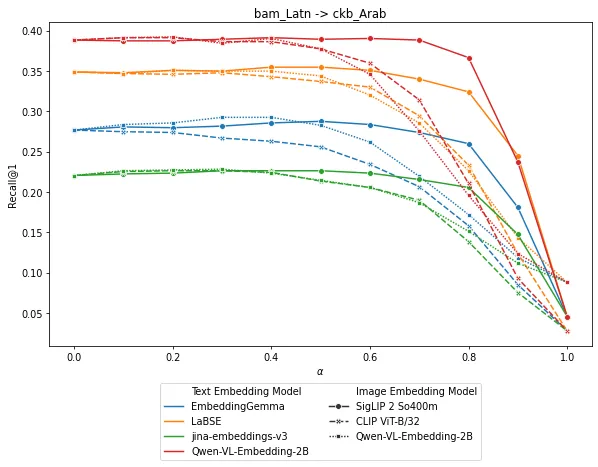 bam_Latn -> ckb_Arab
Recall@1
0.40
0.35
0.30
0.25
0.20
0.15
0.10
0.05
0.0 0.2 0.4 0.6 0.8 1.0
α
Text Embedding Model
EmbeddingGemma
LaBSE
jina-embeddings-v3
Qwen-VL-Embedding-2B
Image Embedding Model
SigLIP 2 So400m
CLIP ViT-B/32
Qwen-VL-Embedding-2B